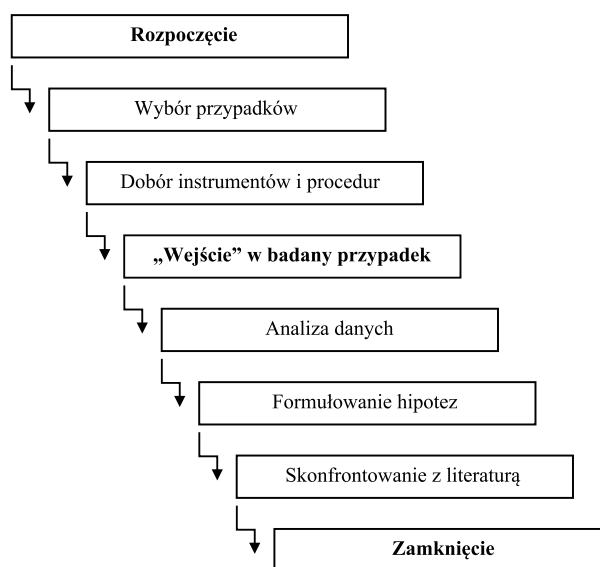 Rozpoczęcie
Wybór przypadków
Dobór instrumentów i procedur
„Wejście” w badany przypadek
Analiza danych
Formułowanie hipotez
Skonfrontowanie z literaturą
Zamknięcie